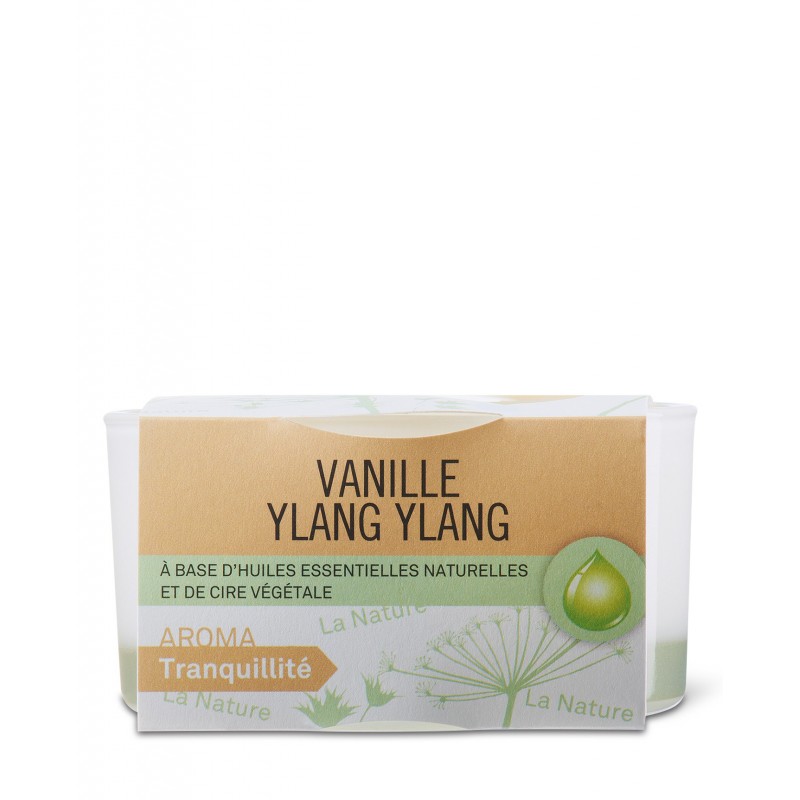 VANILLE
YLANG YLANG
À BASE D'HUILES ESSENTIELLES NATURELLES
ET DE CIRE VÉGÉTALE
La Nature
AROMA
Tranquillité
La Nature
La Nature